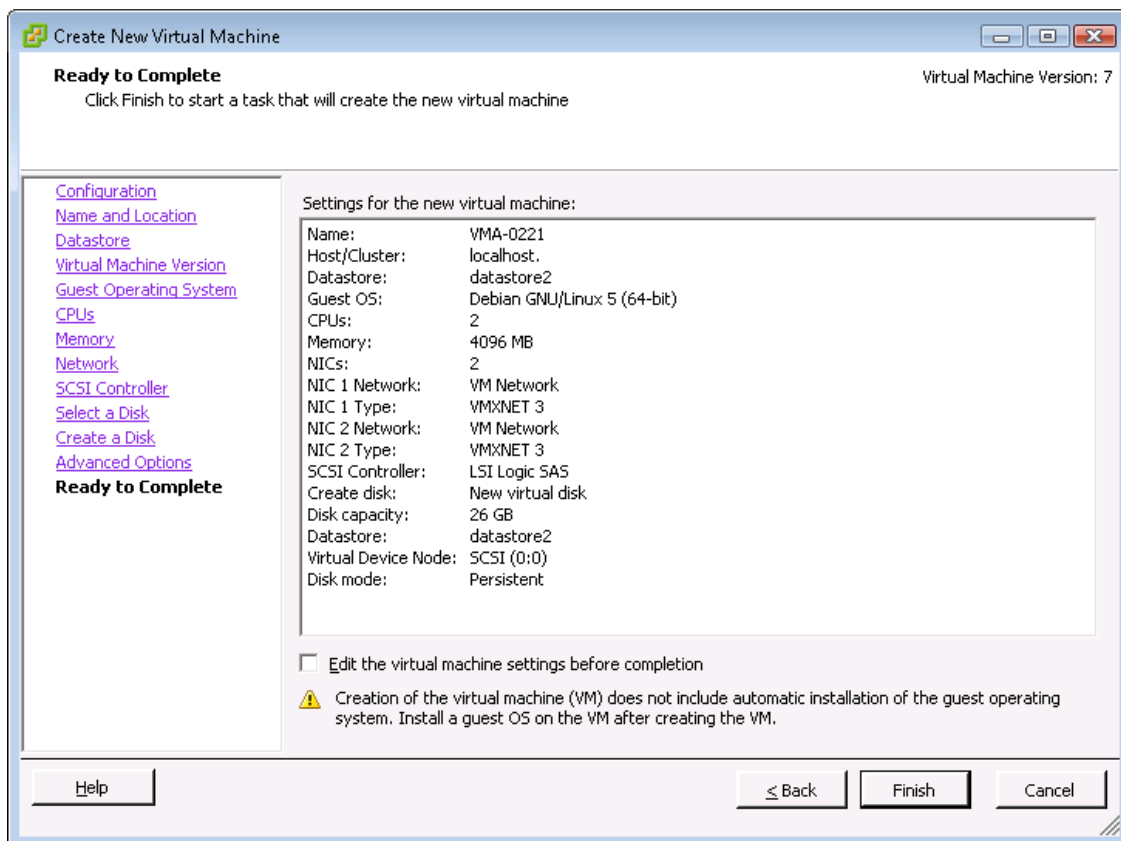 Create New Virtual Machine
Ready to Complete
Virtual Machine Version: 7
Click Finish to start a task that will create the new virtual machine
Configuration
Name and Location
Datastore
Virtual Machine Version
Guest Operating System
CPUs
Memory
Network
SCSI Controller
Select a Disk
Create a Disk
Advanced Options
Ready to Complete
Settings for the new virtual machine:
Name: VMA-0221
Host/Cluster: localhost.
Datastore: datastore2
Guest OS: Debian GNU/Linux 5 (64-bit)
CPUs: 2
Memory: 4096 MB
NICs: 2
NIC 1 Network: VM Network
NIC 1 Type: VMXNET 3
NIC 2 Network: VM Network
NIC 2 Type: VMXNET 3
SCSI Controller: LSI Logic SAS
Create disk: New virtual disk
Disk capacity: 26 GB
Datastore: datastore2
Virtual Device Node: SCSI (0:0)
Disk mode: Persistent
Edit the virtual machine settings before completion
Creation of the virtual machine (VM) does not include automatic installation of the guest operating
system. Install a guest OS on the VM after creating the VM.
Help
< Back
Finish
Cancel